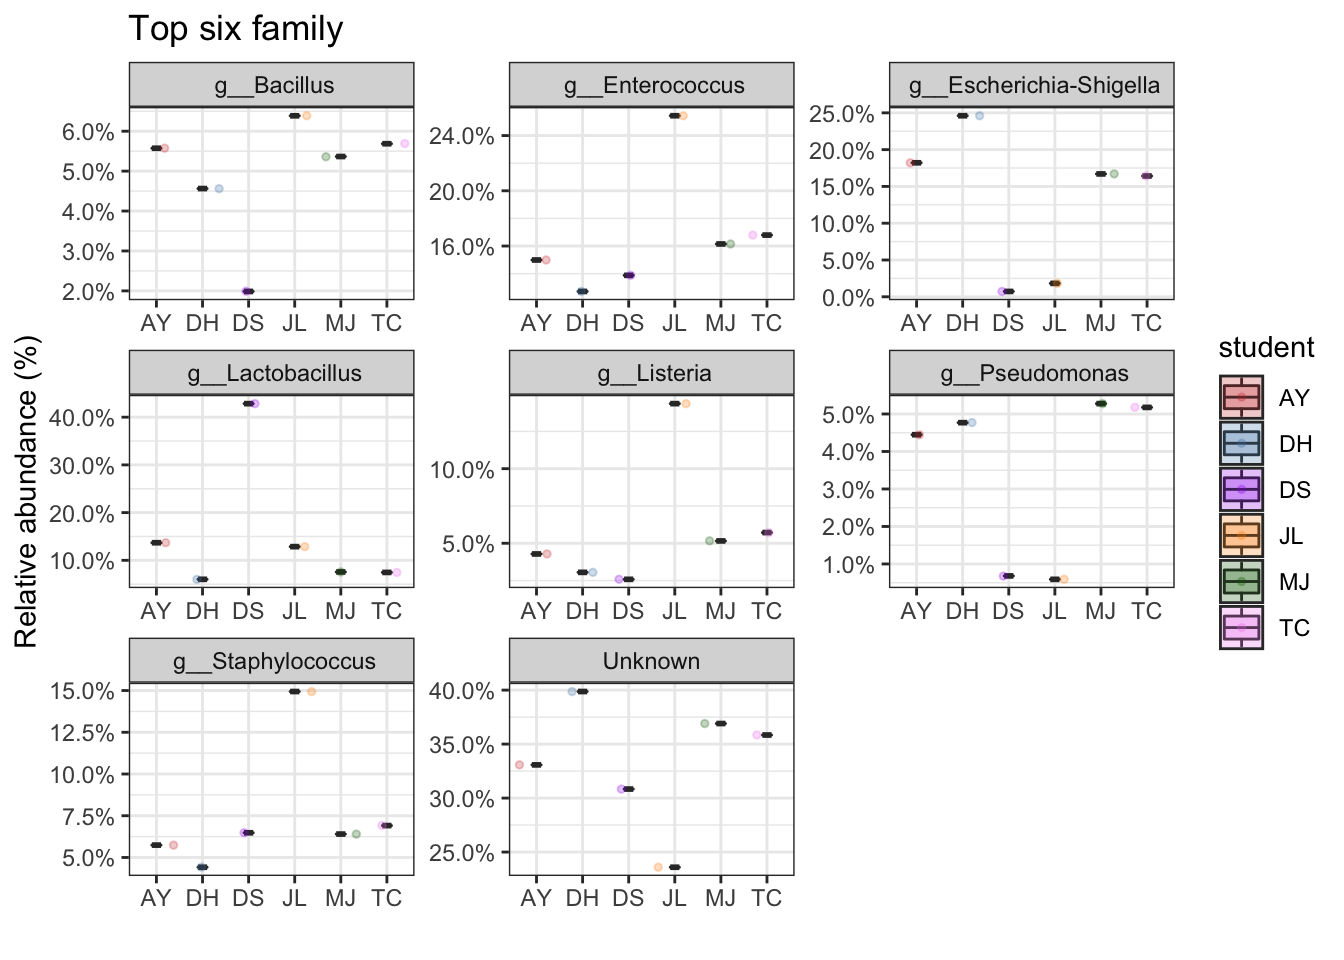 Top six family
g__Bacillus
g__Enterococcus
g__Escherichia-Shigella
6.0%
5.0%
4.0%
3.0%
2.0%
24.0%
20.0%
16.0%
25.0%
20.0%
15.0%
10.0%
5.0%
0.0%
AY DH DS JL MJ TC
AY DH DS JL MJ TC
AY DH DS JL MJ TC
Relative abundance (%)
g__Lactobacillus
g__Listeria
g__Pseudomonas
40.0%
30.0%
20.0%
10.0%
10.0%
5.0%
5.0%
4.0%
3.0%
2.0%
1.0%
AY DH DS JL MJ TC
AY DH DS JL MJ TC
AY DH DS JL MJ TC
g__Staphylococcus
Unknown
15.0%
12.5%
10.0%
7.5%
5.0%
40.0%
35.0%
30.0%
25.0%
AY DH DS JL MJ TC
AY DH DS JL MJ TC
student
AY
DH
DS
JL
MJ
TC